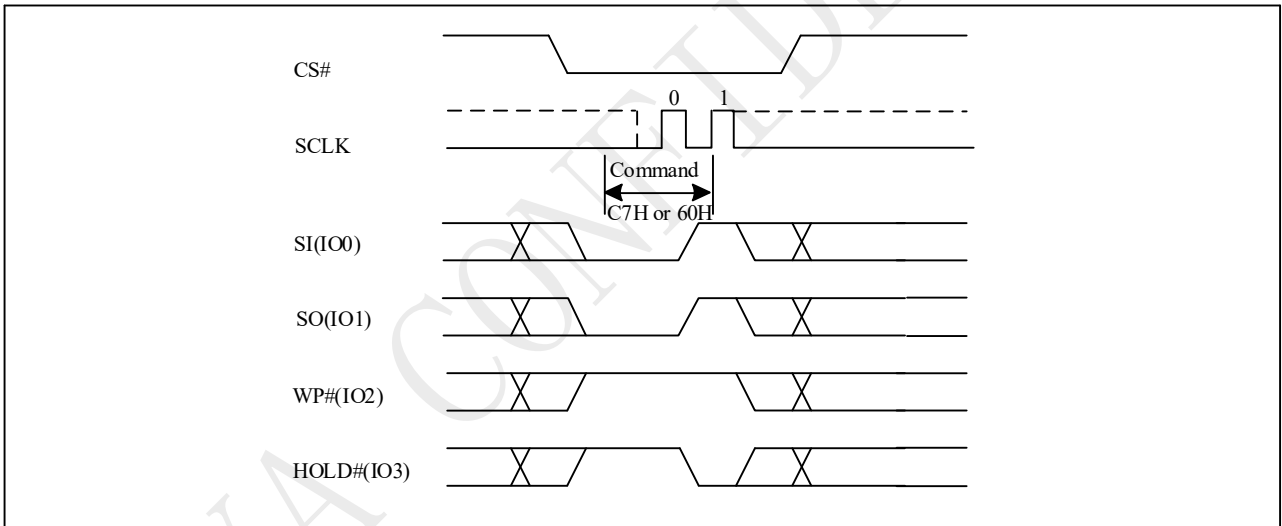 CS#
0 1
SCLK
Command
C7H or 60H
SI(IO0)
SO(IO1)
WP#(IO2)
HOLD#(IO3)